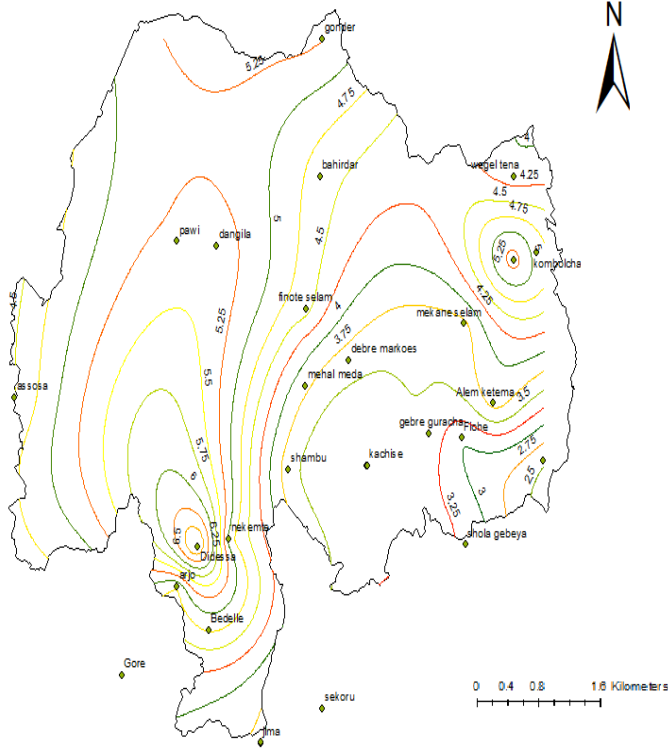 N
gonder
5.25
4.75
bahirdar
4
wegel tena
4.25
4.5
4.75
pawi
dangila
5
4.5
5.25
5
kombolcha
4.5
finote selam
4
5.25
4.25
mekane selam
3.75
debre markoes
5.5
assosa
mehal meda
Alem ketema
3.5
gebre guracha
Fiche
5.75
2.75
shambu
kachise
6
2.5
3.25
3
6.5
6.25
nekemte
Didessa
shola gebeya
arjo
Bedelle
Gore
sekoru
0 0.4 0.8 1.6 Kilometers